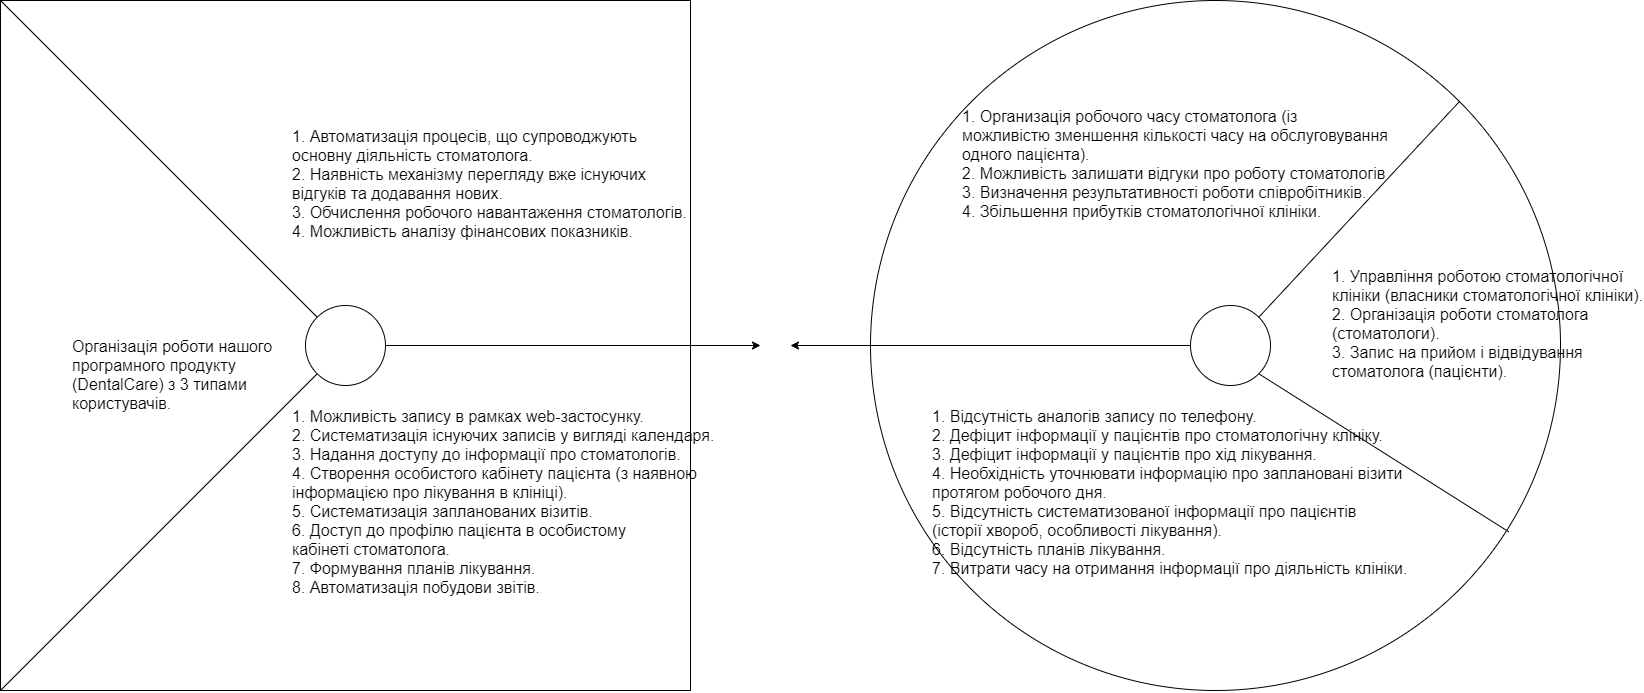 1. Автоматизація процесів, що супроводжують
основну діяльність стоматолога.
2. Наявність механізму перегляду вже існуючих
відгуків та додавання нових.
3. Обчислення робочого навантаження стоматологів.
4. Можливість аналізу фінансових показників.
Організація роботи нашого
програмного продукту
(DentalCare) з 3 типами
користувачів.
1. Можливість запису в рамках web-застосунку.
2. Систематизація існуючих записів у вигляді календаря.
3. Надання доступу до інформації про стоматологів.
4. Створення особистого кабінету пацієнта (з наявною
інформацією про лікування в клініці).
5. Систематизація запланованих візитів.
6. Доступ до профілю пацієнта в особистому
кабінеті стоматолога.
7. Формування планів лікування.
8. Автоматизація побудови звітів.
1. Организація робочого часу стоматолога (із
можливістю зменшення кількості часу на обслуговування
одного пацієнта).
2. Можливість залишати відгуки про роботу стоматологів.
3. Визначення результативності роботи співробітників.
4. Збільшення прибутків стоматологічної клініки.
1. Управління роботою стоматологічної
клініки (власники стоматологічної клініки).
2. Організація роботи стоматолога
(стоматологи).
3. Запис на прийом і відвідування
стоматолога (пацієнти).
1. Відсутність аналогів запису по телефону.
2. Дефіцит інформації у пацієнтів про стоматологічну клініку.
3. Дефіцит інформації у пацієнтів про хід лікування.
4. Необхідність уточнювати інформацію про заплановані візити
протягом робочого дня.
5. Відсутність систематизованої інформації про пацієнтів
(історії хвороб, особливості лікування).
6. Відсутність планів лікування.
7. Витрати часу на отримання інформації про діяльність клініки.